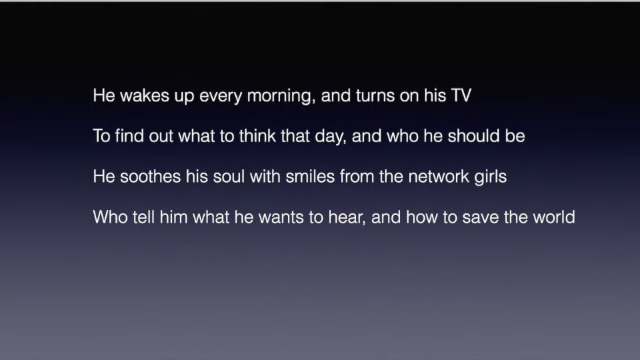 He wakes up every morning, and turns on his TV
To find out what to think that day, and who he should be
He soothes his soul with smiles from the network girls
Who tell him what he wants to hear, and how to save the world